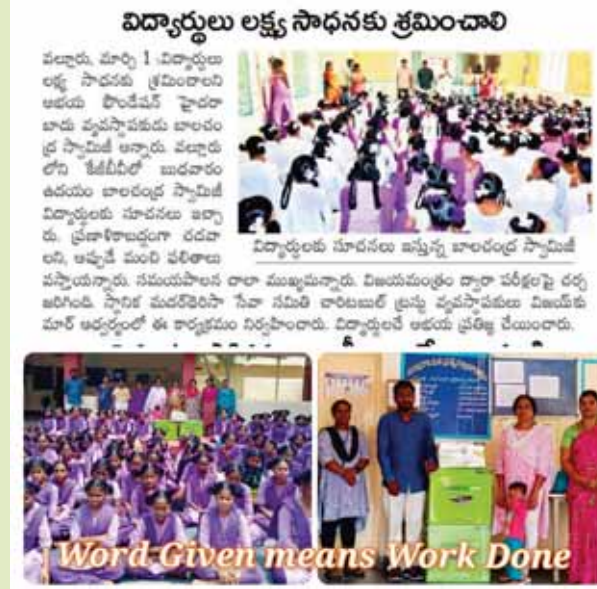 విద్యార్థులు లక్ష్య సాధనకు శ్రమించాలి
వల్లూరు, మార్చి 1 :విద్యార్థులు
లక్ష్య సాధనకు శ్రమించాలని
అభయ ఫౌండేషన్ హైదరా
బాదు వ్యవస్థాపకుడు బాలచం
ద్ర స్వామిజీ అన్నారు. వల్లూరు
లోని కేజీబీవీలో బుధవారం
ఉదయం బాలచంద్ర స్వామిజీ
విద్యార్థులకు సూచనలు ఇచ్చా
రు. ప్రణాళికాబద్ధంగా చదవా
లని, అప్పుడే మంచి ఫలితాలు
విద్యార్థులకు సూచనలు ఇస్తున్న బాలచంద్ర స్వామిజీ
వస్తాయన్నారు. సమయపాలన చాలా ముఖ్యమన్నారు. విజయమంత్రం ద్వారా పరీక్షలపై చర్చ
జరిగింది. స్థానిక మదర్‌థెరిసా సేవా సమితి చారిటబుల్ ట్రస్టు వ్యవస్థాపకులు విజయ్‌కు
మార్ ఆధ్వర్యంలో ఈ కార్యక్రమం నిర్వహించారు. విద్యార్థులచే అభయ ప్రతిజ్ఞ చేయించారు.
Word Given means Work Done